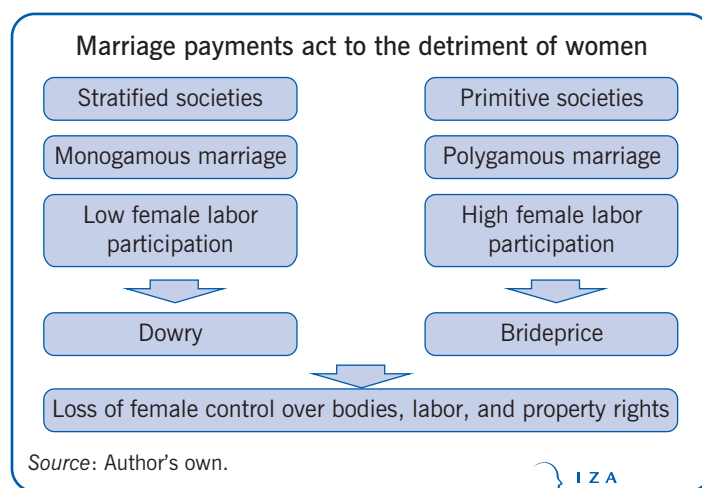 Marriage payments act to the detriment of women
Stratified societies
Primitive societies
Monogamous marriage
Polygamous marriage
Low female labor
participation
High female labor
participation
Dowry
Brideprice
Loss of female control over bodies, labor, and property rights
Source: Author's own.
I Z A